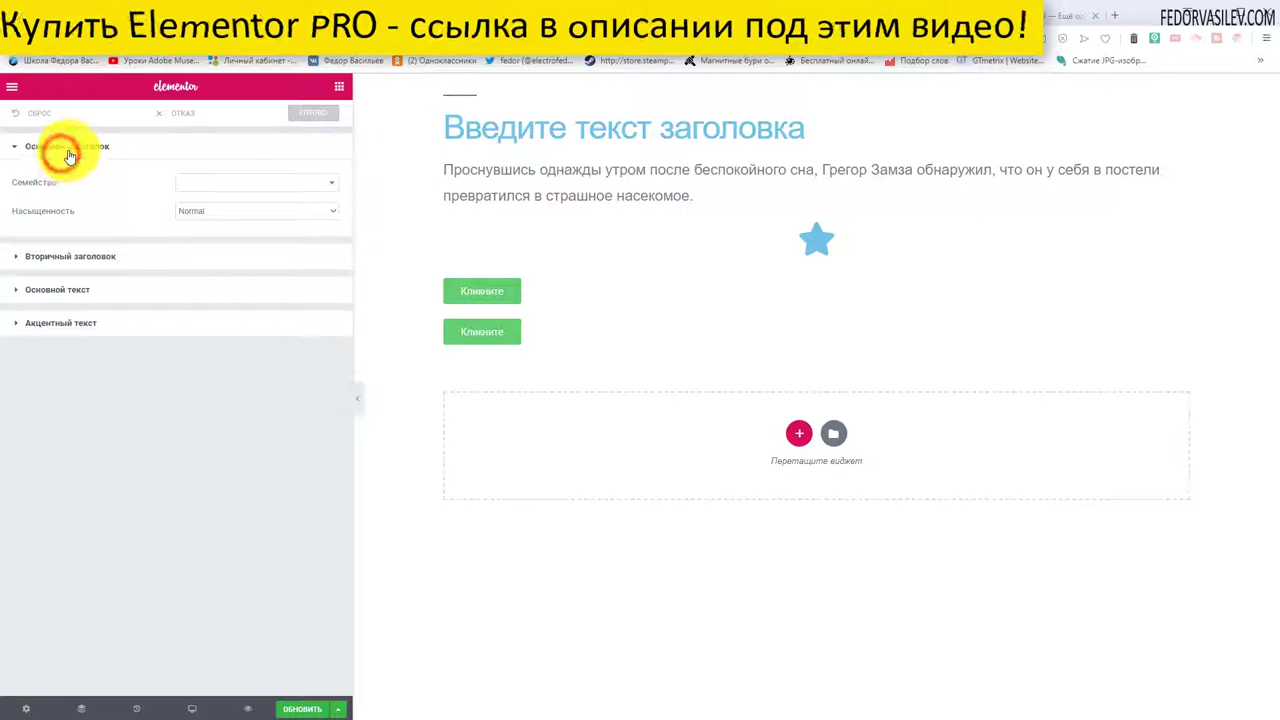 Купить Elementor PRO - ссылка в описании под этим видео!
FEDORVASILEV.COM
Ещё од
Школа Федора Вас...
Уроки Adobe Muse...
Личный кабинет -...
Федор Васильев
(2) Одноклассники
fedor (@electrofed...
http://store.steamp...
Магнитные бури о...
Бесплатный онлай...
Подбор слов
GTmetrix | Website...
Сжатие JPG-изобр...
elementor
СБРОС
ОТКАЗ
ГОТОВО
Семейство
Насыщенность
Normal
Вторичный заголовок
Основной текст
Акцентный текст
ОБНОВИТЬ
Введите текст заголовка
Проснувшись однажды утром после беспокойного сна, Грегор Замза обнаружил, что он у себя в постели
превратился в страшное насекомое.
Кликните
Кликните
Перетащите виджет